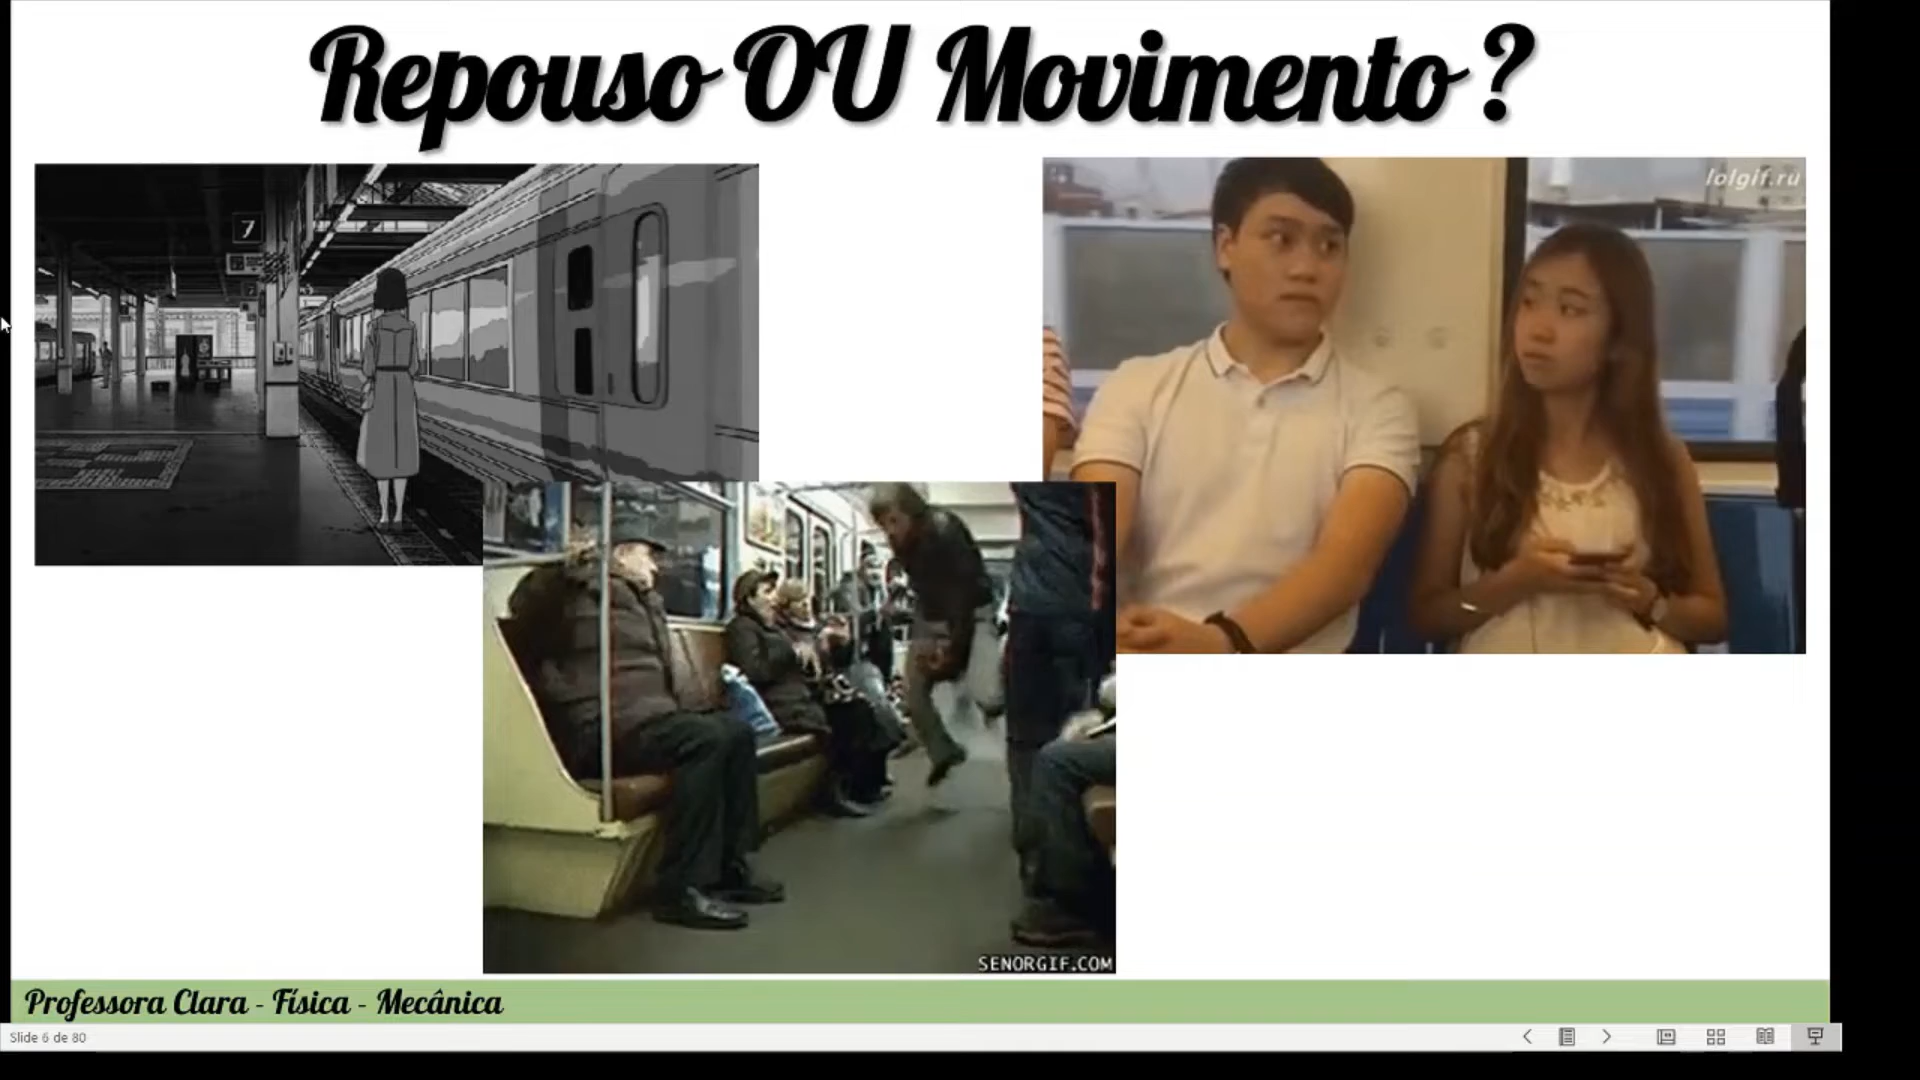 Repouso OU Movimento ?
7
lolgif.ru
SENORGIF.COM
Professora Clara - Física - Mecânica
Slide 6 de 80